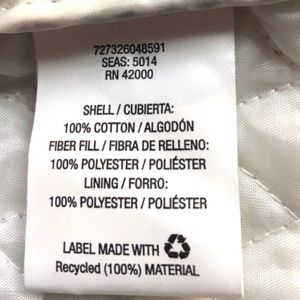 727326048591
SEAS: 5014
RN 42000
SHELL / CUBIERTA:
100% COTTON / ALGODÓN
FIBER FILL / FIBRA DE RELLENO:
100% POLYESTER / POLIÉSTER
LINING / FORRO:
100% POLYESTER / POLIÉSTER
LABEL MADE WITH
Recycled (100%) MATERIAL